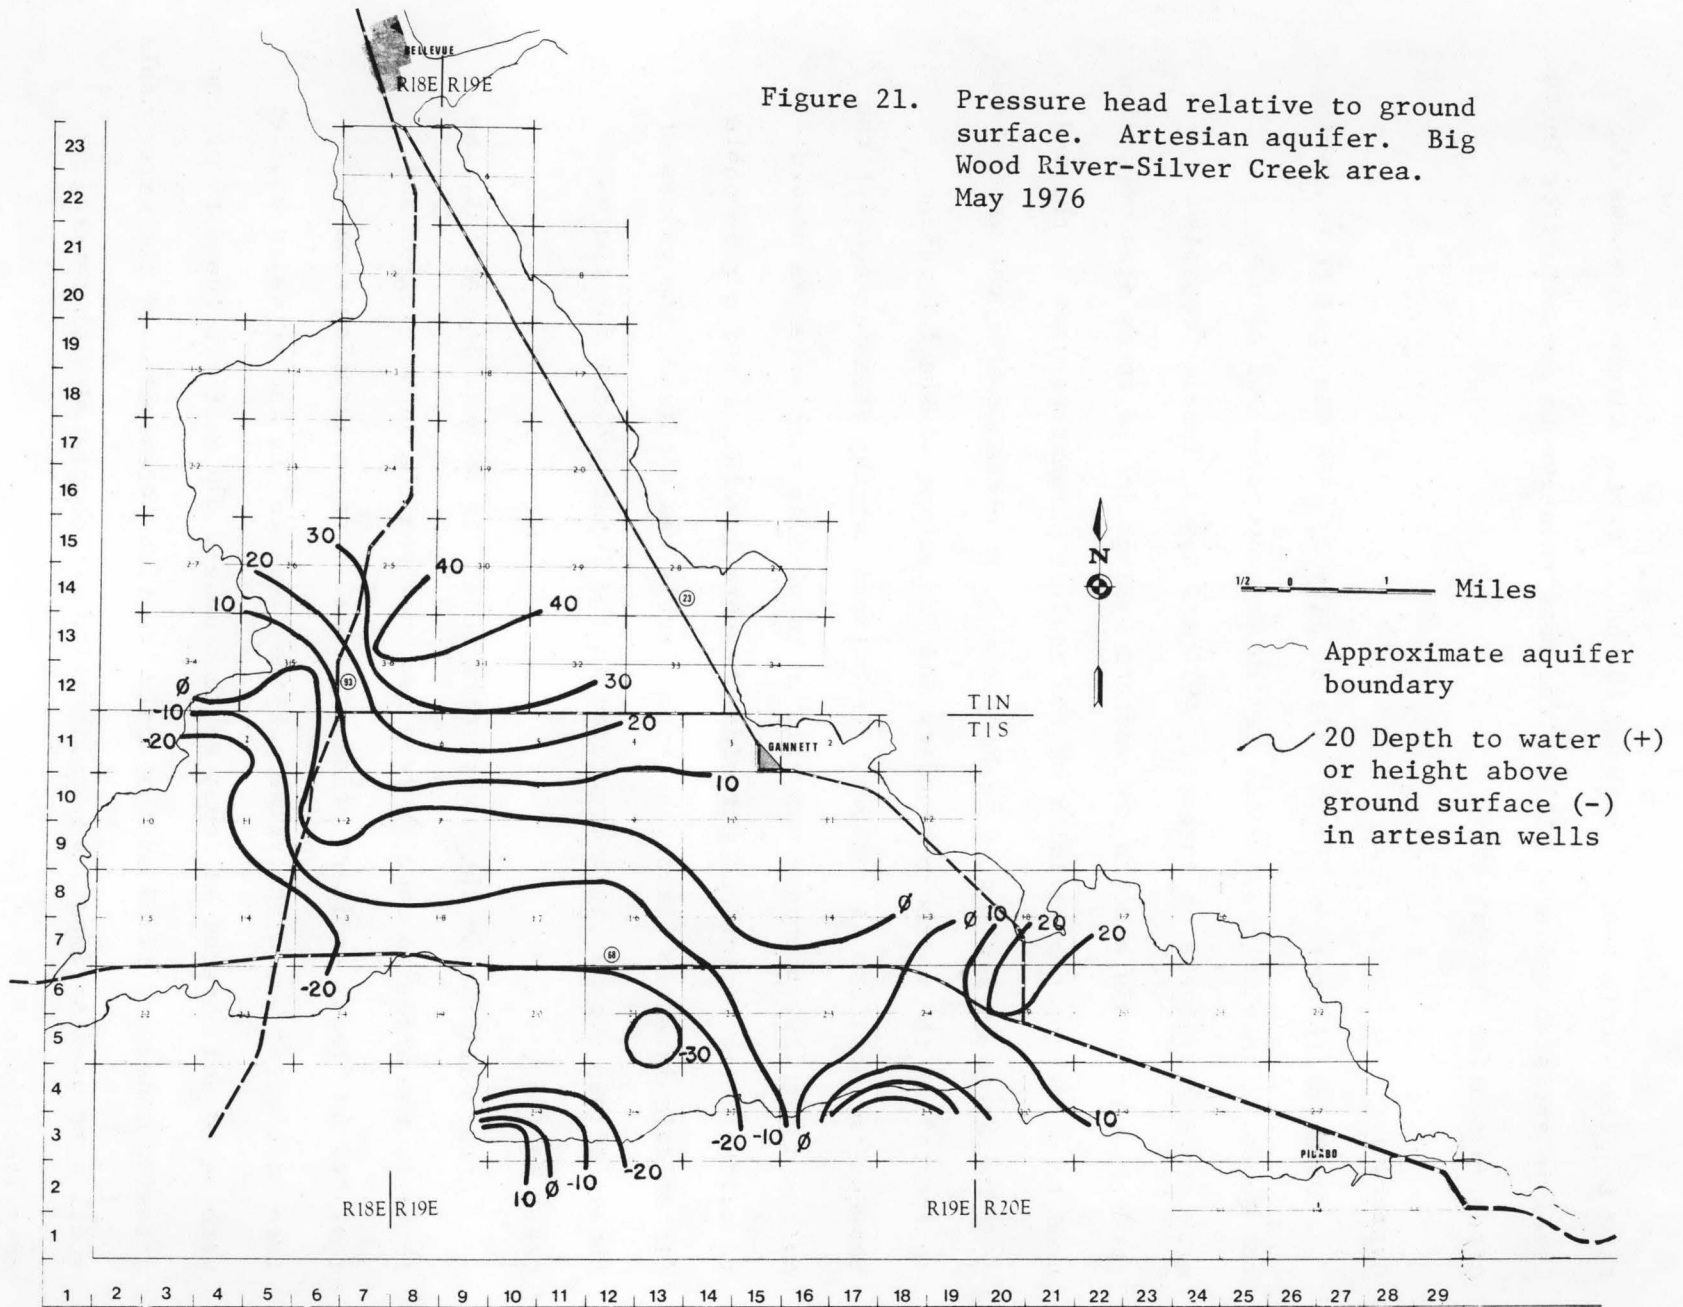 BELLEVUE
R18E R19E
Figure 21. Pressure head relative to ground
surface. Artesian aquifer. Big
Wood River-Silver Creek area.
May 1976
23
22
21
20
19
18
17
16
15
14
13
12
11
10
9
8
7
6
5
4
3
2
1
30
20
40
10
40
23
N
1/2 0 1 Miles
Approximate aquifer
boundary
20 Depth to water (+)
or height above
ground surface (-)
in artesian wells
Ø
-10
-20
93
30
20
T1N
T1S
GANNETT
10
Ø
Ø
10
20
20
68
-20
-30
10
-20
-10
Ø
10
Ø
-10
-20
PICABO
R18E R19E
R19E R20E
1 2 3 4 5 6 7 8 9 10 11 12 13 14 15 16 17 18 19 20 21 22 23 24 25 26 27 28 29